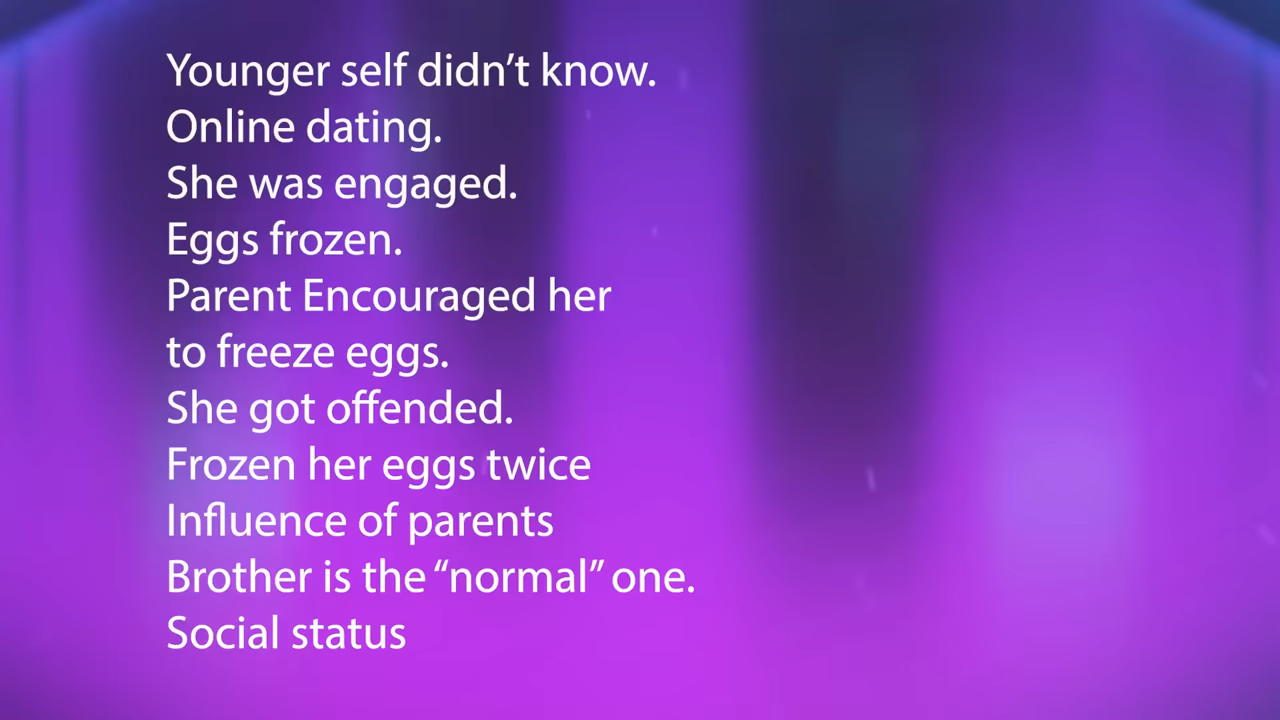 Younger self didn’t know.
Online dating.
She was engaged.
Eggs frozen.
Parent Encouraged her
to freeze eggs.
She got offended.
Frozen her eggs twice
Influence of parents
Brother is the “normal” one.
Social status